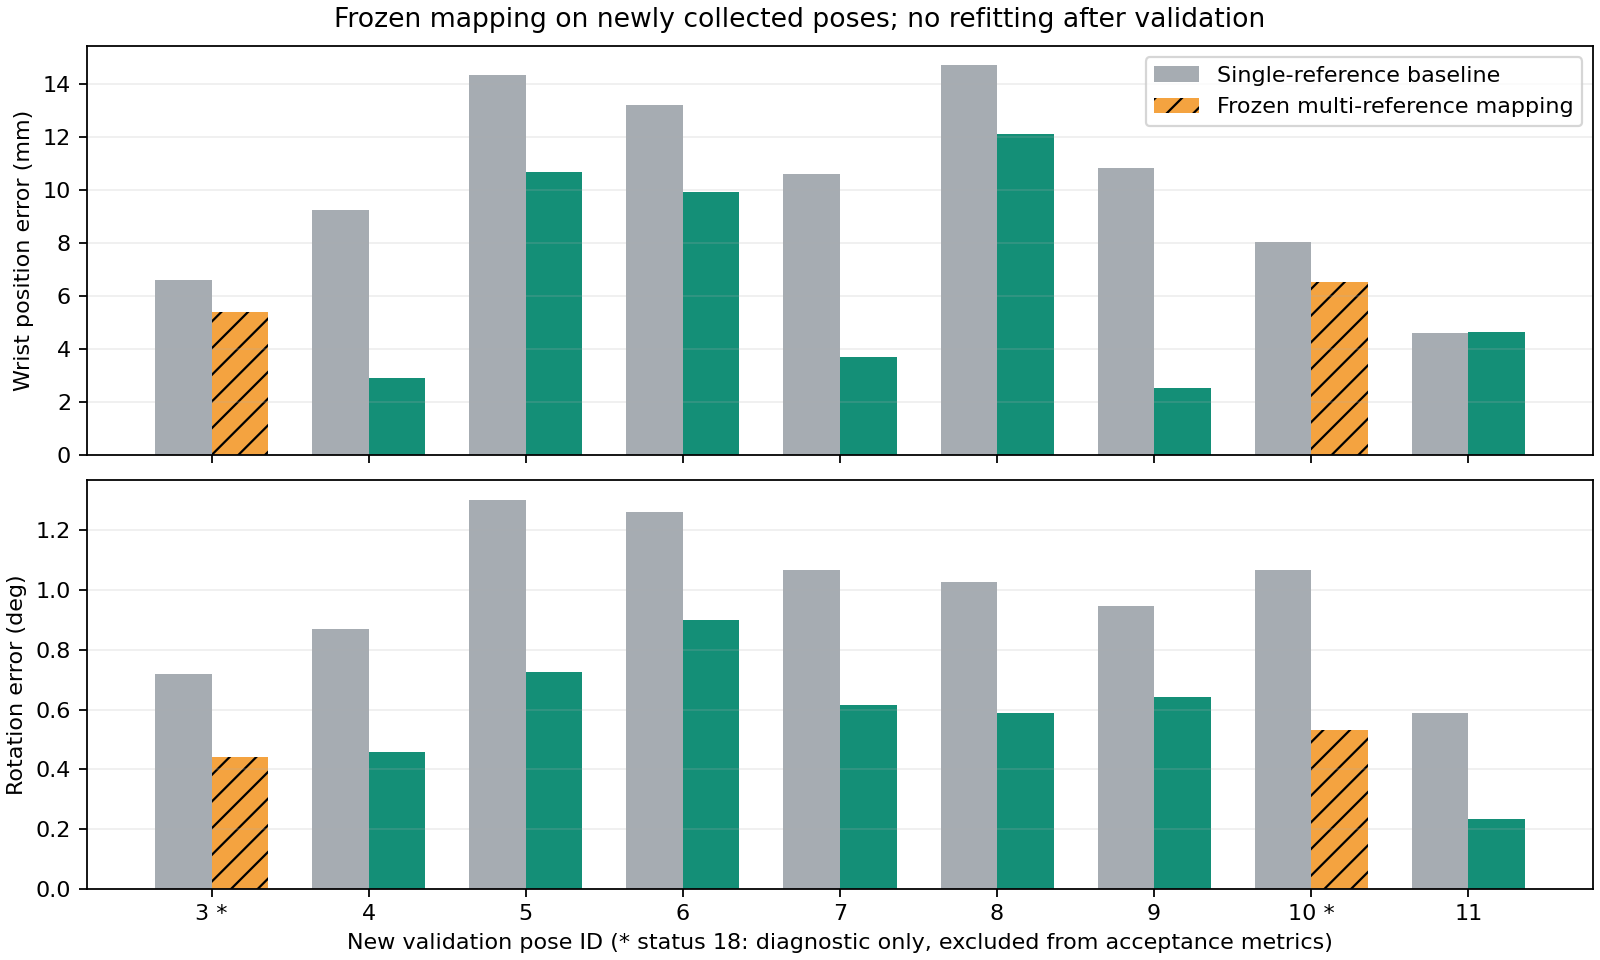 Frozen mapping on newly collected poses; no refitting after validation
Wrist position error (mm)
14
12
10
8
6
4
2
0
Single-reference baseline
Frozen multi-reference mapping
Rotation error (deg)
1.2
1.0
0.8
0.6
0.4
0.2
0.0
3 * 4 5 6 7 8 9 10 * 11
New validation pose ID (* status 18: diagnostic only, excluded from acceptance metrics)